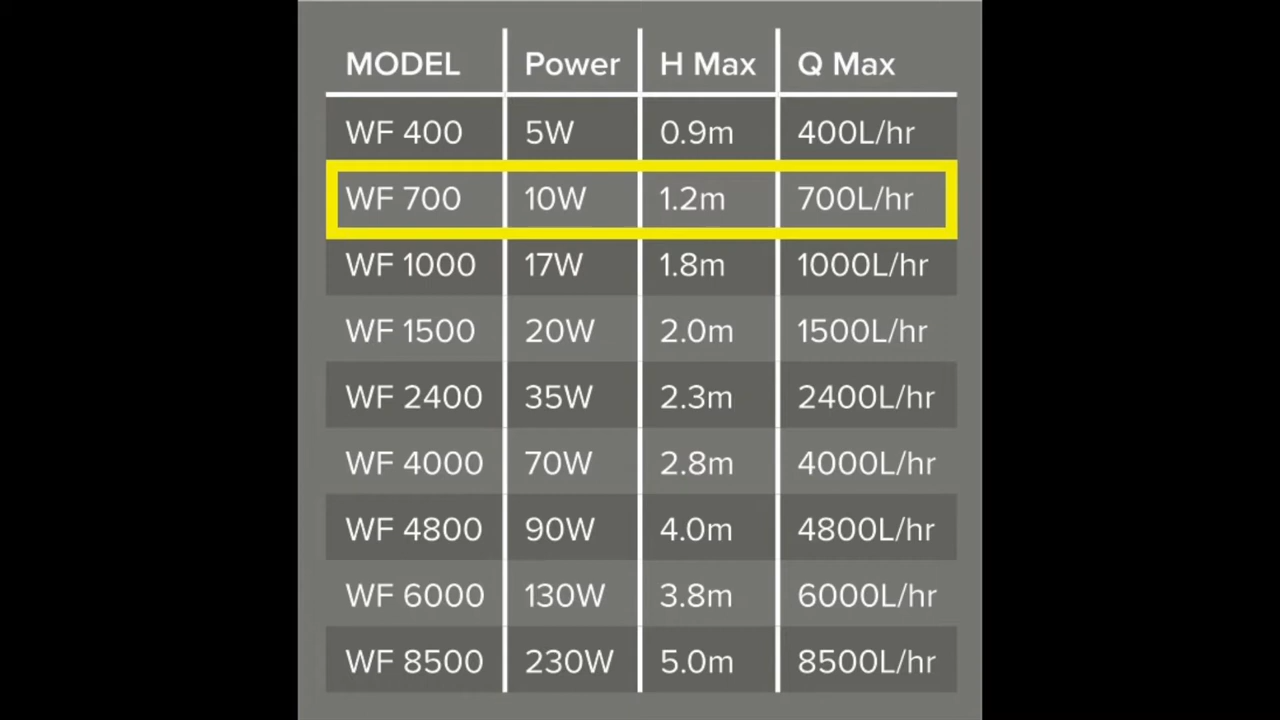 MODEL Power H Max Q Max
WF 400 5W 0.9m 400L/hr
WF 700 10W 1.2m 700L/hr
WF 1000 17W 1.8m 1000L/hr
WF 1500 20W 2.0m 1500L/hr
WF 2400 35W 2.3m 2400L/hr
WF 4000 70W 2.8m 4000L/hr
WF 4800 90W 4.0m 4800L/hr
WF 6000 130W 3.8m 6000L/hr
WF 8500 230W 5.0m 8500L/hr